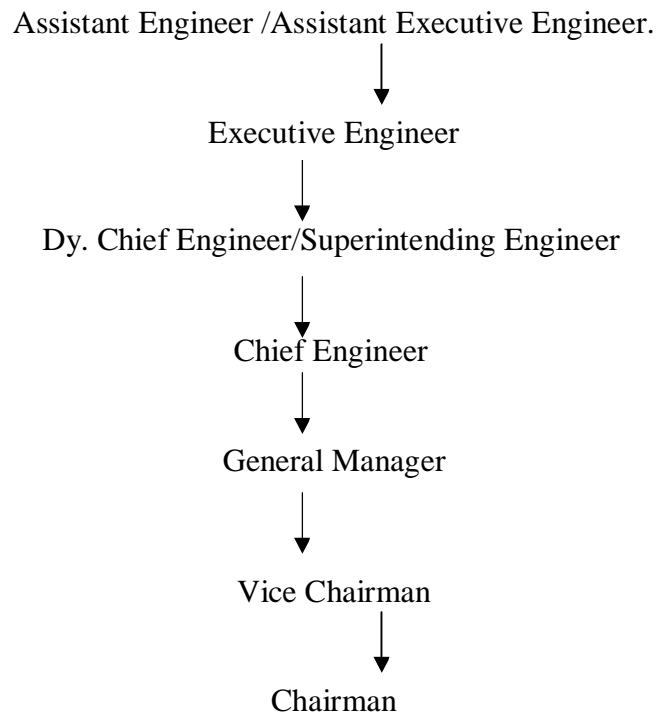 Assistant Engineer /Assistant Executive Engineer.
Executive Engineer
Dy. Chief Engineer/Superintending Engineer
Chief Engineer
General Manager
Vice Chairman
Chairman